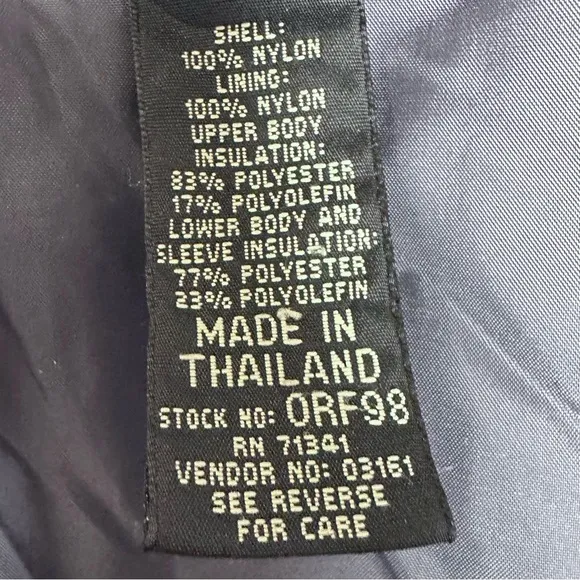 SHELL:
100% NYLON
LINING:
100% NYLON
UPPER BODY
INSULATION:
83% POLYESTER
17% POLYOLEFIN
LOWER BODY AND
SLEEVE INSULATION:
77% POLYESTER
23% POLYOLEFIN
MADE IN
THAILAND
STOCK NO: ORF98
RN 71341
VENDOR NO: 03161
SEE REVERSE
FOR CARE